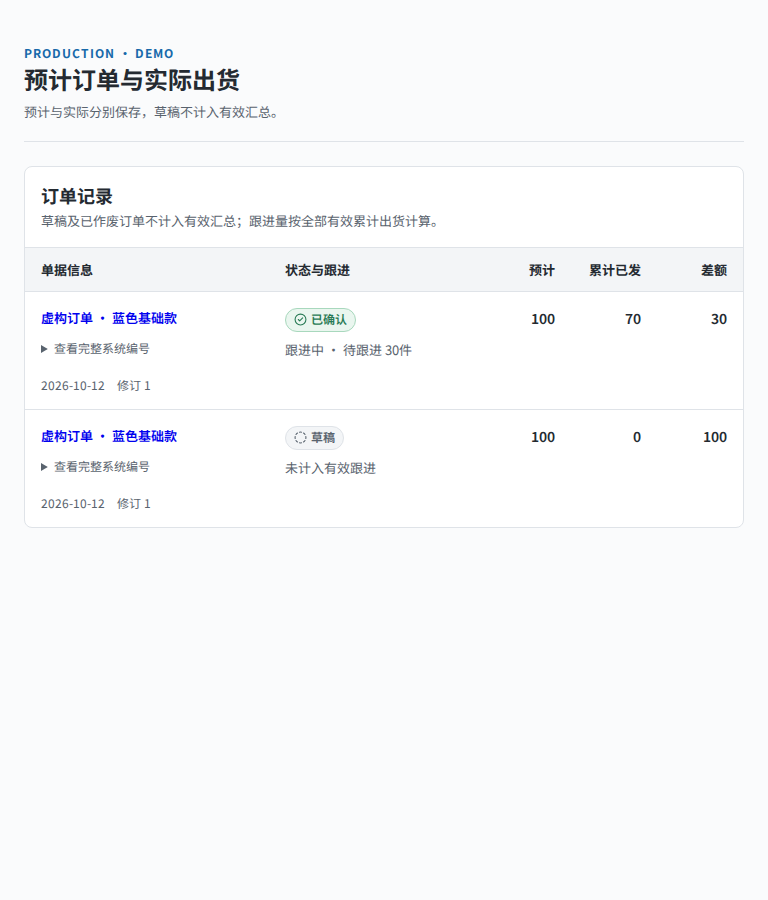 PRODUCTION · DEMO
预计订单与实际出货
预计与实际分别保存，草稿不计入有效汇总。
订单记录
草稿及已作废订单不计入有效汇总；跟进量按全部有效累计出货计算。
单据信息 状态与跟进 预计 累计已发 差额
虚构订单 · 蓝色基础款 已确认 100 70 30
查看完整系统编号 跟进中 · 待跟进 30件
2026-10-12 修订 1
虚构订单 · 蓝色基础款 草稿 100 0 100
查看完整系统编号 未计入有效跟进
2026-10-12 修订 1